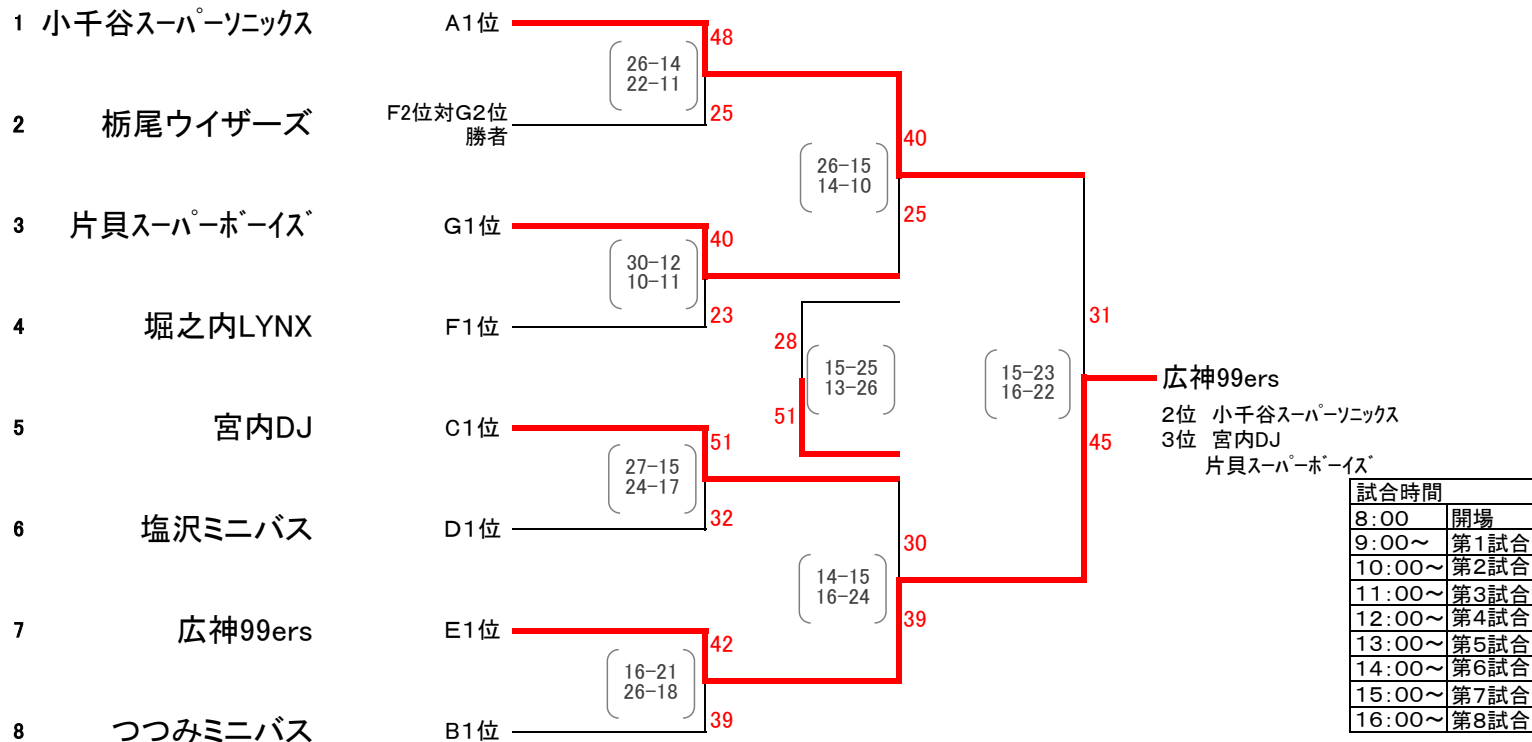 1 小千谷スーパーソニックス A1位
48
26-14
22-11
25
2 栃尾ウイザーズ F2位対G2位
勝者
40
26-15
14-10
25
3 片貝スーパーボーイズ G1位
40
30-12
10-11
23
4 堀之内LYNX F1位
28
15-25
13-26
51
31
15-23
16-22
45
広神99ers
2位 小千谷スーパーソニックス
3位 宮内DJ
片貝スーパーボーイズ
5 宮内DJ C1位
51
27-15
24-17
32
6 塩沢ミニバス D1位
30
14-15
16-24
39
7 広神99ers E1位
42
16-21
26-18
39
8 つつみミニバス B1位
試合時間
8:00 開場
9:00～ 第1試合
10:00～ 第2試合
11:00～ 第3試合
12:00～ 第4試合
13:00～ 第5試合
14:00～ 第6試合
15:00～ 第7試合
16:00～ 第8試合